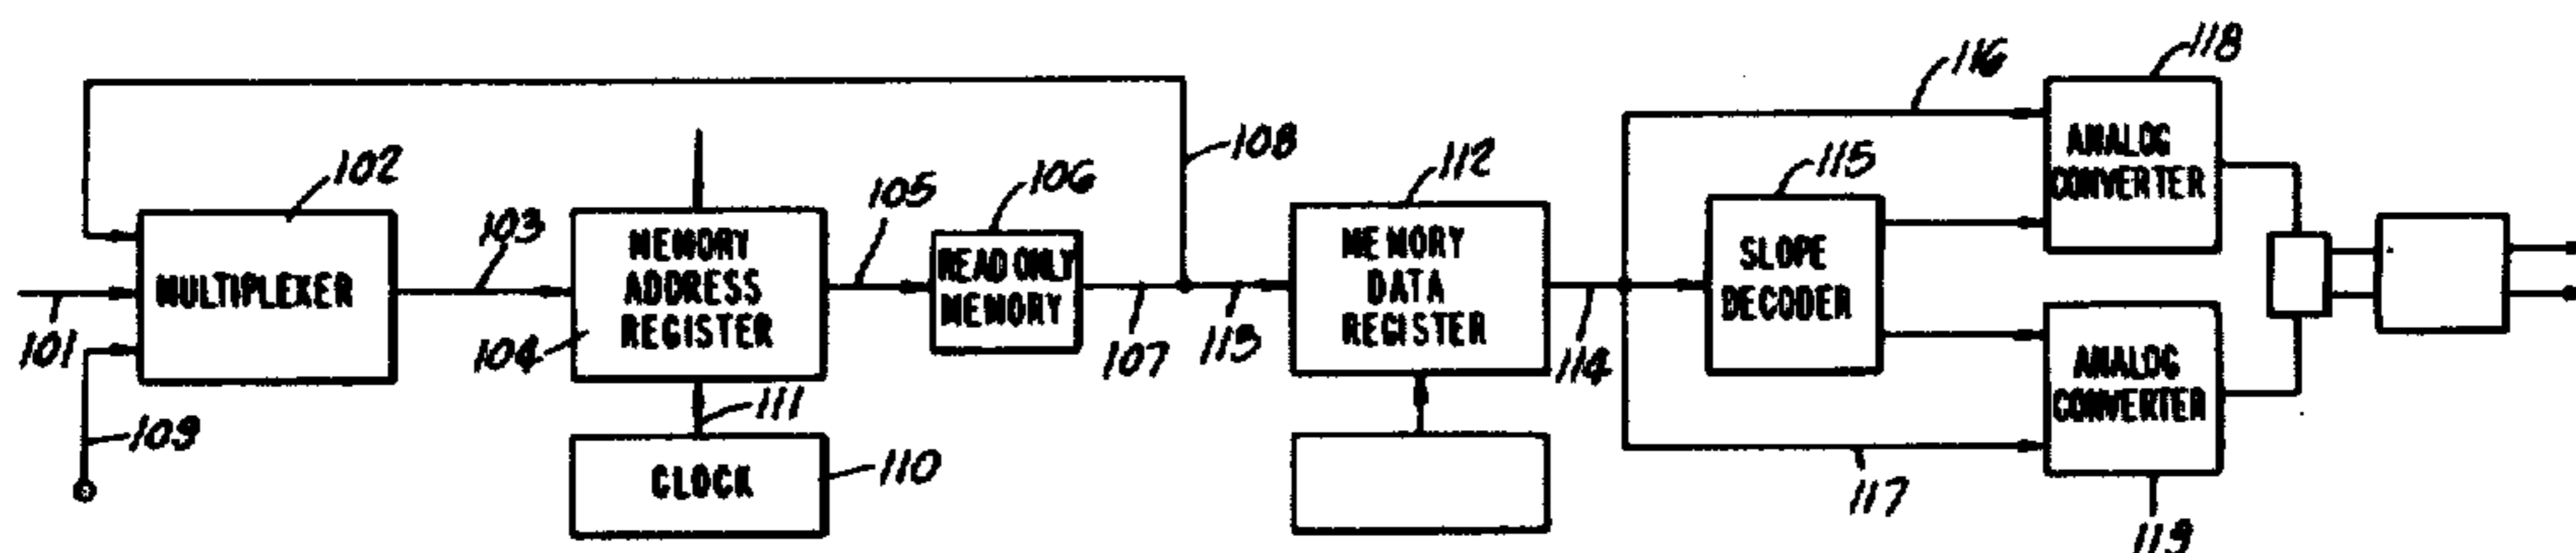 118
116
108
115
112
106
102
105
103
ANALOG
CONVERTER
MEMORY
ADDRESS
REGISTER
READ ONLY
MEMORY
MEMORY
DATA
REGISTER
SLOPE
DECODER
MULTIPLEXER
101
104
107
113
114
ANALOG
CONVERTER
111
109
CLOCK
110
117
119